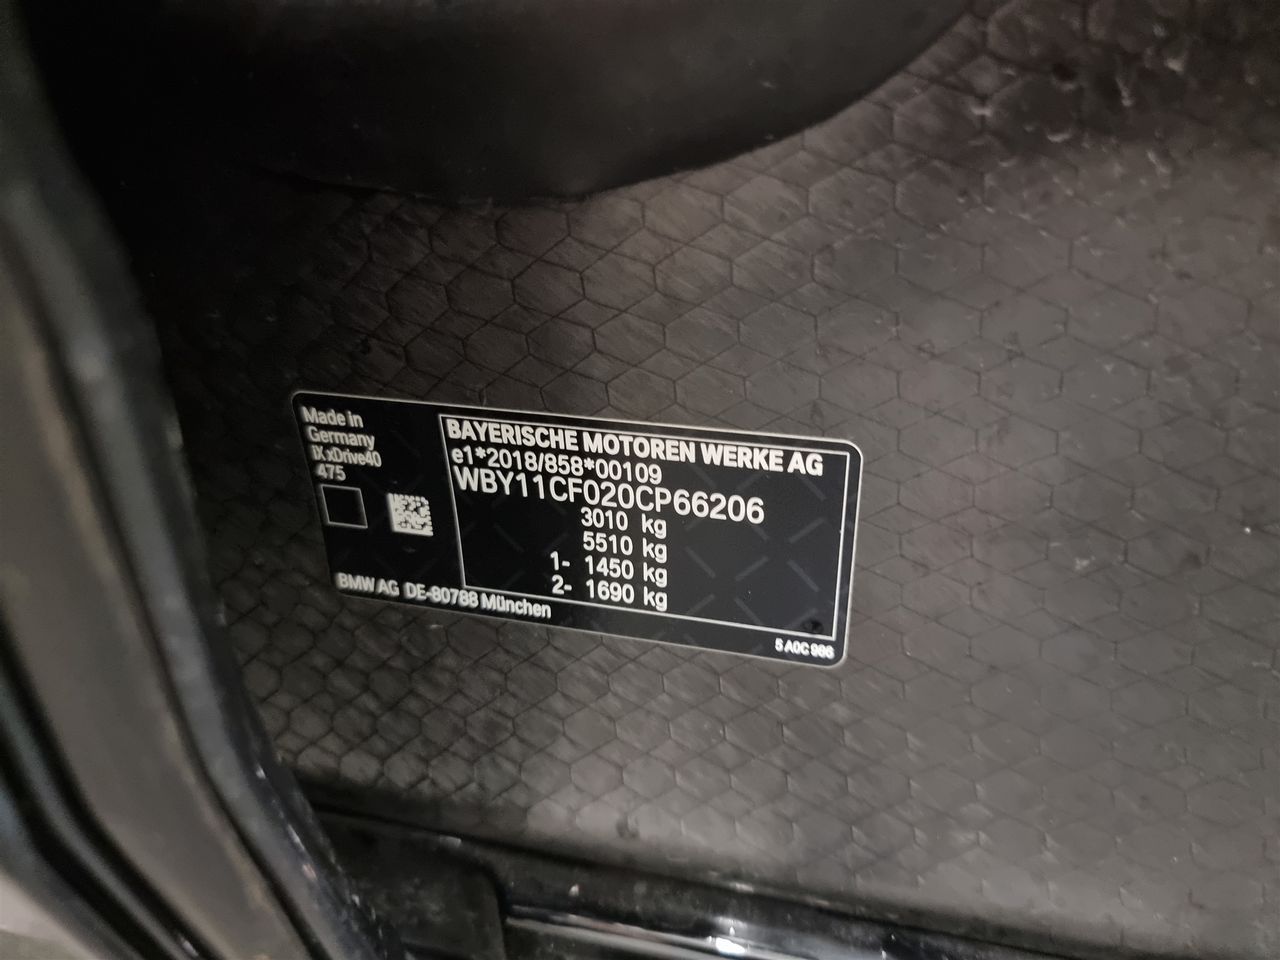 Made in
Germany
iX xDrive40
475
BAYERISCHE MOTOREN WERKE AG
e1*2018/858*00109
WBY11CF020CP66206
3010 kg
5510 kg
1- 1450 kg
2- 1690 kg
BMW AG DE-80788 München
5 A0C 986